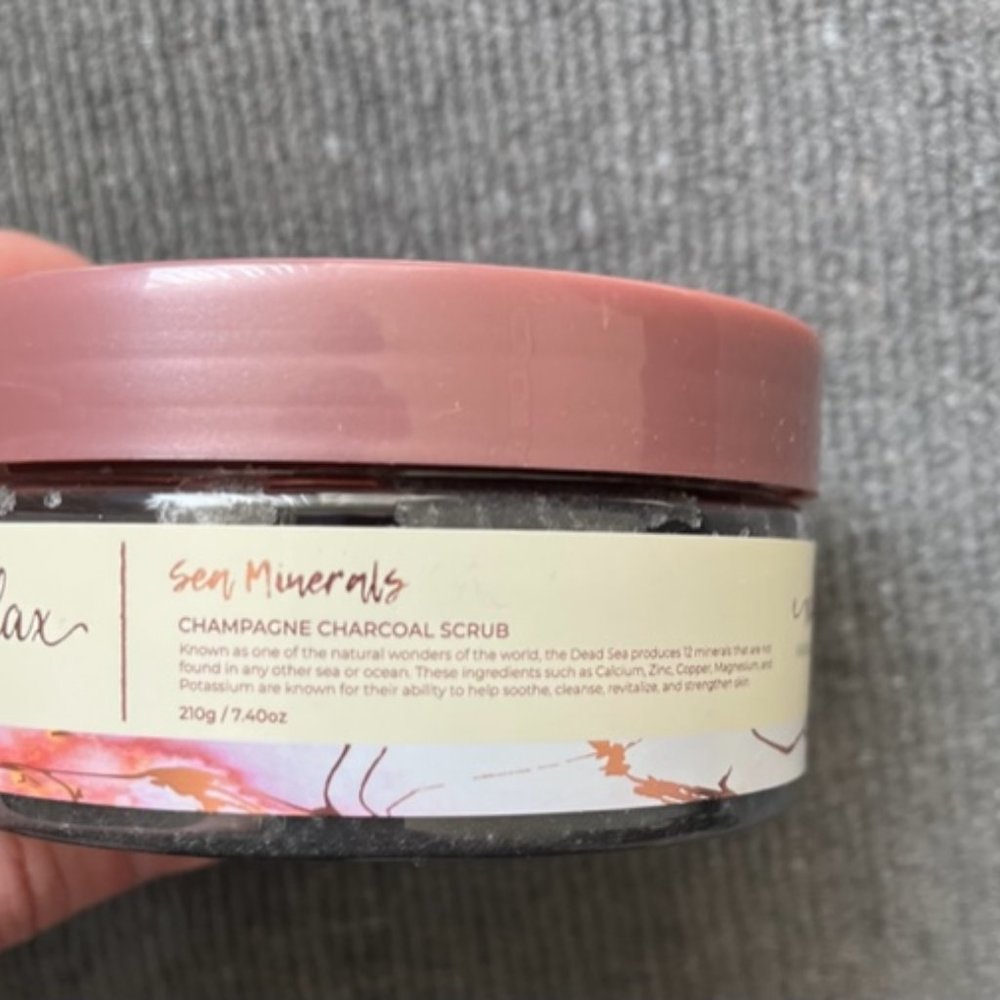 lax
Sea Minerals
CHAMPAGNE CHARCOAL SCRUB
Known as one of the natural wonders of the world, the Dead Sea produces 12 minerals that are not
found in any other sea or ocean. These ingredients such as Calcium, Zinc, Copper, Magnesium, and
Potassium are known for their ability to help soothe, cleanse, revitalize, and strengthen skin.
210g / 7.40oz